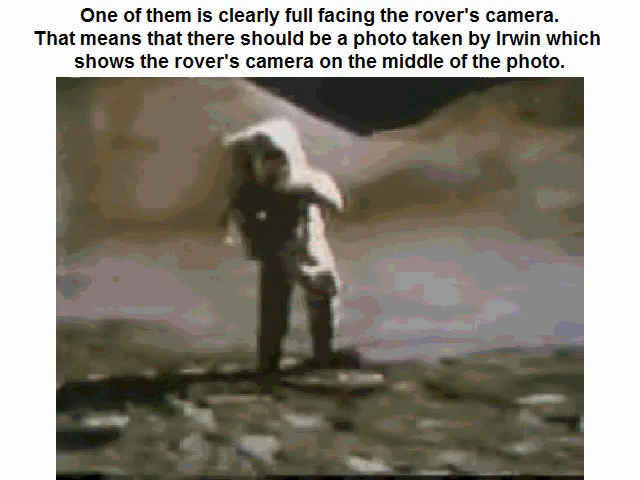 One of them is clearly full facing the rover's camera.
That means that there should be a photo taken by Irwin which
shows the rover's camera on the middle of the photo.